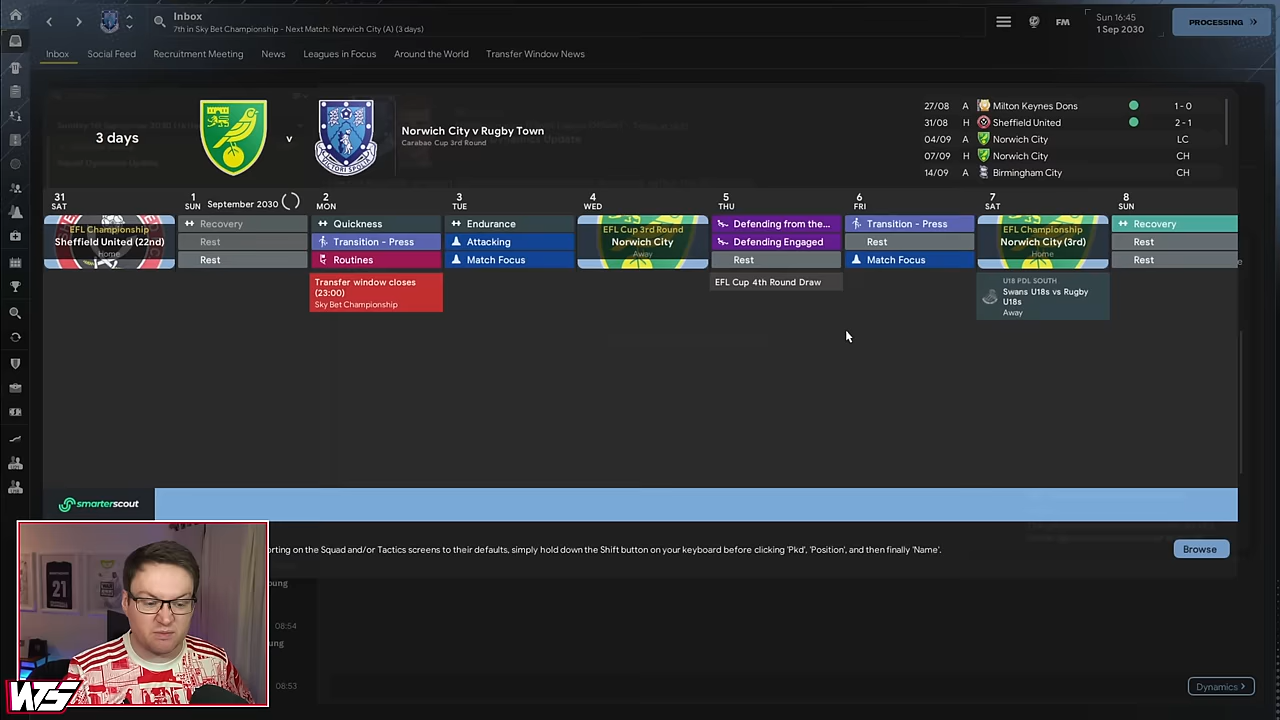 Inbox
7th in Sky Bet Championship - Next Match: Norwich City (A) (3 days)
FM
Sun 16:45
1 Sep 2030
PROCESSING
Inbox
Social Feed
Recruitment Meeting
News
Leagues in Focus
Around the World
Transfer Window News
3 days
v
Norwich City v Rugby Town
Carabao Cup 3rd Round
27/08 A Milton Keynes Dons 1 - 0
31/08 H Sheffield United 2 - 1
04/09 A Norwich City LC
07/09 H Norwich City CH
14/09 A Birmingham City CH
31 SAT
1 SUN September 2030
2 MON
3 TUE
4 WED
5 THU
6 FRI
7 SAT
8 SUN
EFL Championship
Sheffield United (22nd)
Home
Recovery
Rest
Rest
Quickness
Transition - Press
Routines
Transfer window closes
(23:00)
Sky Bet Championship
Endurance
Attacking
Match Focus
EFL Cup 3rd Round
Norwich City
Away
Defending from the...
Defending Engaged
Rest
EFL Cup 4th Round Draw
Transition - Press
Rest
Match Focus
EFL Championship
Norwich City (3rd)
Home
U18 PDL SOUTH
Swans U18s vs Rugby
U18s
Away
Recovery
Rest
Rest
smarterscout
orting on the Squad and/or Tactics screens to their defaults, simply hold down the Shift button on your keyboard before clicking 'Pkd', 'Position', and then finally 'Name'.
Browse
oung
08:54
ung
08:53
21
WTS
Dynamics >